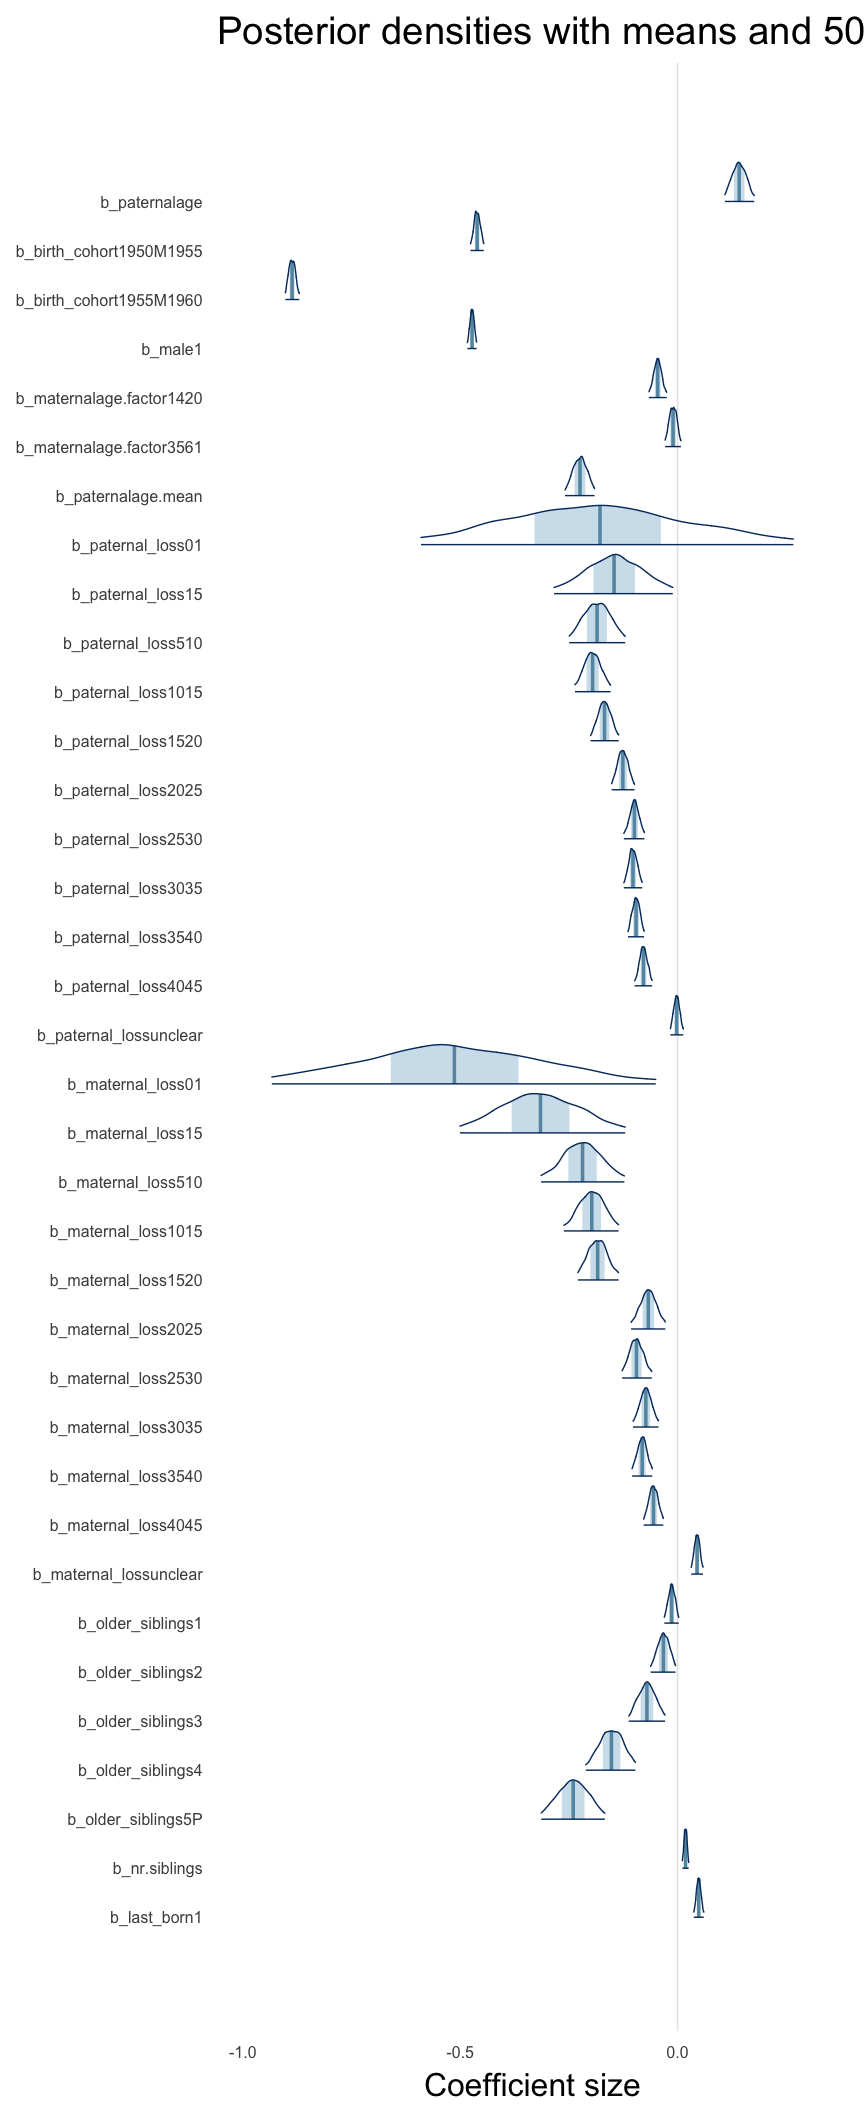 Posterior densities with means and 50
b_paternalage
b_birth_cohort1950M1955
b_birth_cohort1955M1960
b_male1
b_maternalage.factor1420
b_maternalage.factor3561
b_paternalage.mean
b_paternal_loss01
b_paternal_loss15
b_paternal_loss510
b_paternal_loss1015
b_paternal_loss1520
b_paternal_loss2025
b_paternal_loss2530
b_paternal_loss3035
b_paternal_loss3540
b_paternal_loss4045
b_paternal_lossunclear
b_maternal_loss01
b_maternal_loss15
b_maternal_loss510
b_maternal_loss1015
b_maternal_loss1520
b_maternal_loss2025
b_maternal_loss2530
b_maternal_loss3035
b_maternal_loss3540
b_maternal_loss4045
b_maternal_lossunclear
b_older_siblings1
b_older_siblings2
b_older_siblings3
b_older_siblings4
b_older_siblings5P
b_nr.siblings
b_last_born1
-1.0 -0.5 0.0
Coefficient size